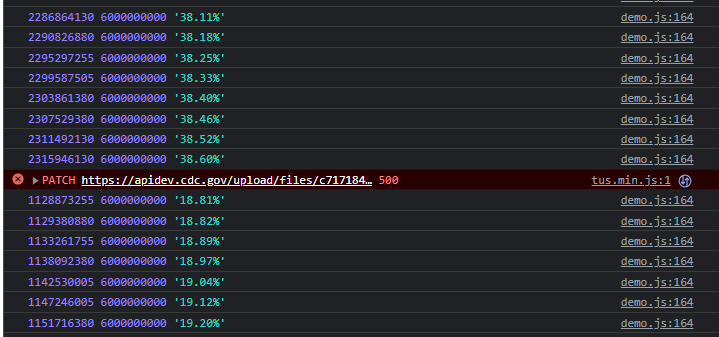 2286864130 6000000000 '38.11%' demo.js:164
2290826880 6000000000 '38.18%' demo.js:164
2295297255 6000000000 '38.25%' demo.js:164
2299587505 6000000000 '38.33%' demo.js:164
2303861380 6000000000 '38.40%' demo.js:164
2307529380 6000000000 '38.46%' demo.js:164
2311492130 6000000000 '38.52%' demo.js:164
2315946130 6000000000 '38.60%' demo.js:164
PATCH https://apidev.cdc.gov/upload/files/c717184… 500 tus.min.js:1
1128873255 6000000000 '18.81%' demo.js:164
1129380880 6000000000 '18.82%' demo.js:164
1133261755 6000000000 '18.89%' demo.js:164
1138092380 6000000000 '18.97%' demo.js:164
1142530005 6000000000 '19.04%' demo.js:164
1147246005 6000000000 '19.12%' demo.js:164
1151716380 6000000000 '19.20%' demo.js:164